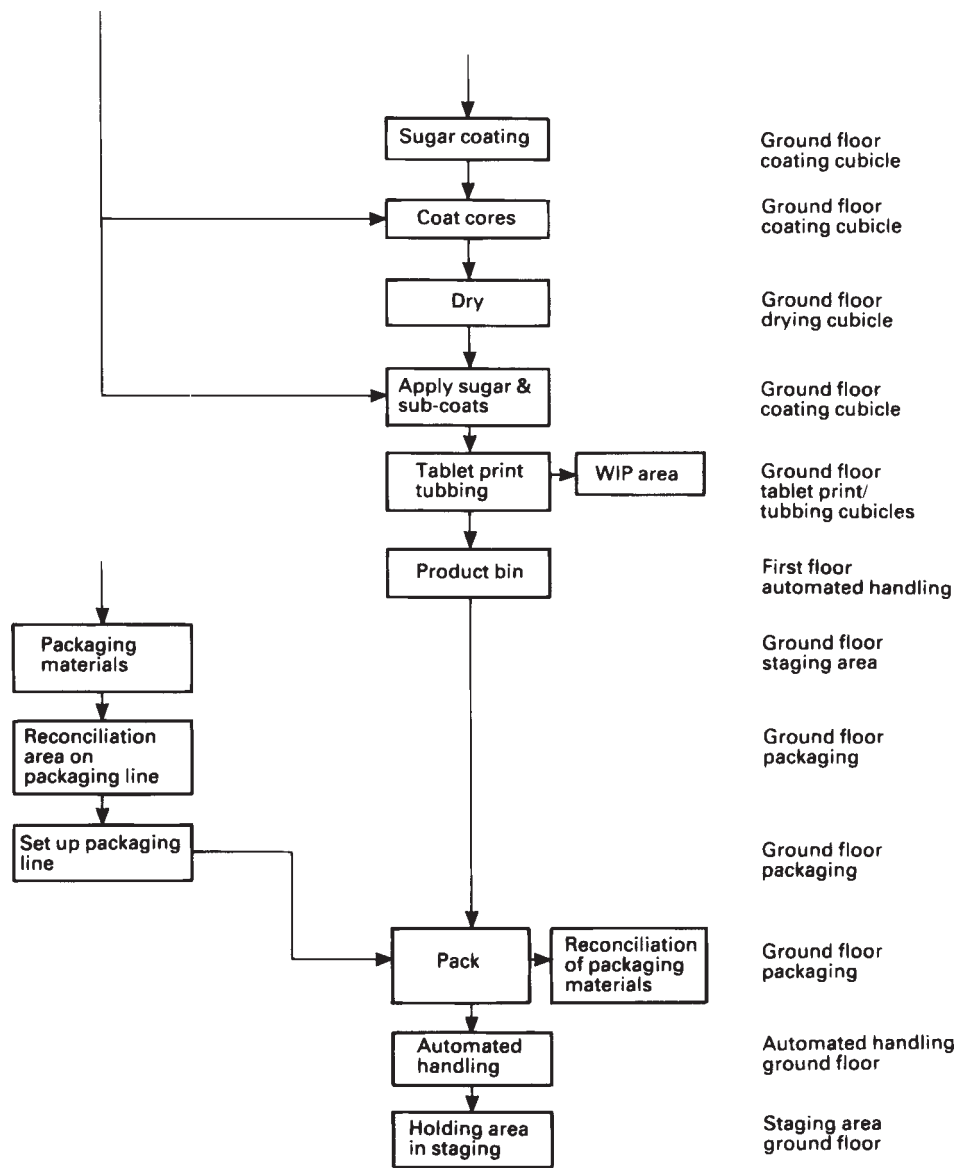 Sugar coating
Ground floor
coating cubicle
Coat cores
Ground floor
coating cubicle
Dry
Ground floor
drying cubicle
Apply sugar &
sub-coats
Ground floor
coating cubicle
Tablet print
tubbing
WIP area
Ground floor
tablet print/
tubbing cubicles
Product bin
First floor
automated handling
Packaging
materials
Ground floor
staging area
Reconciliation
area on
packaging line
Ground floor
packaging
Set up packaging
line
Ground floor
packaging
Pack
Reconciliation
of packaging
materials
Ground floor
packaging
Automated
handling
Automated handling
ground floor
Holding area
in staging
Staging area
ground floor